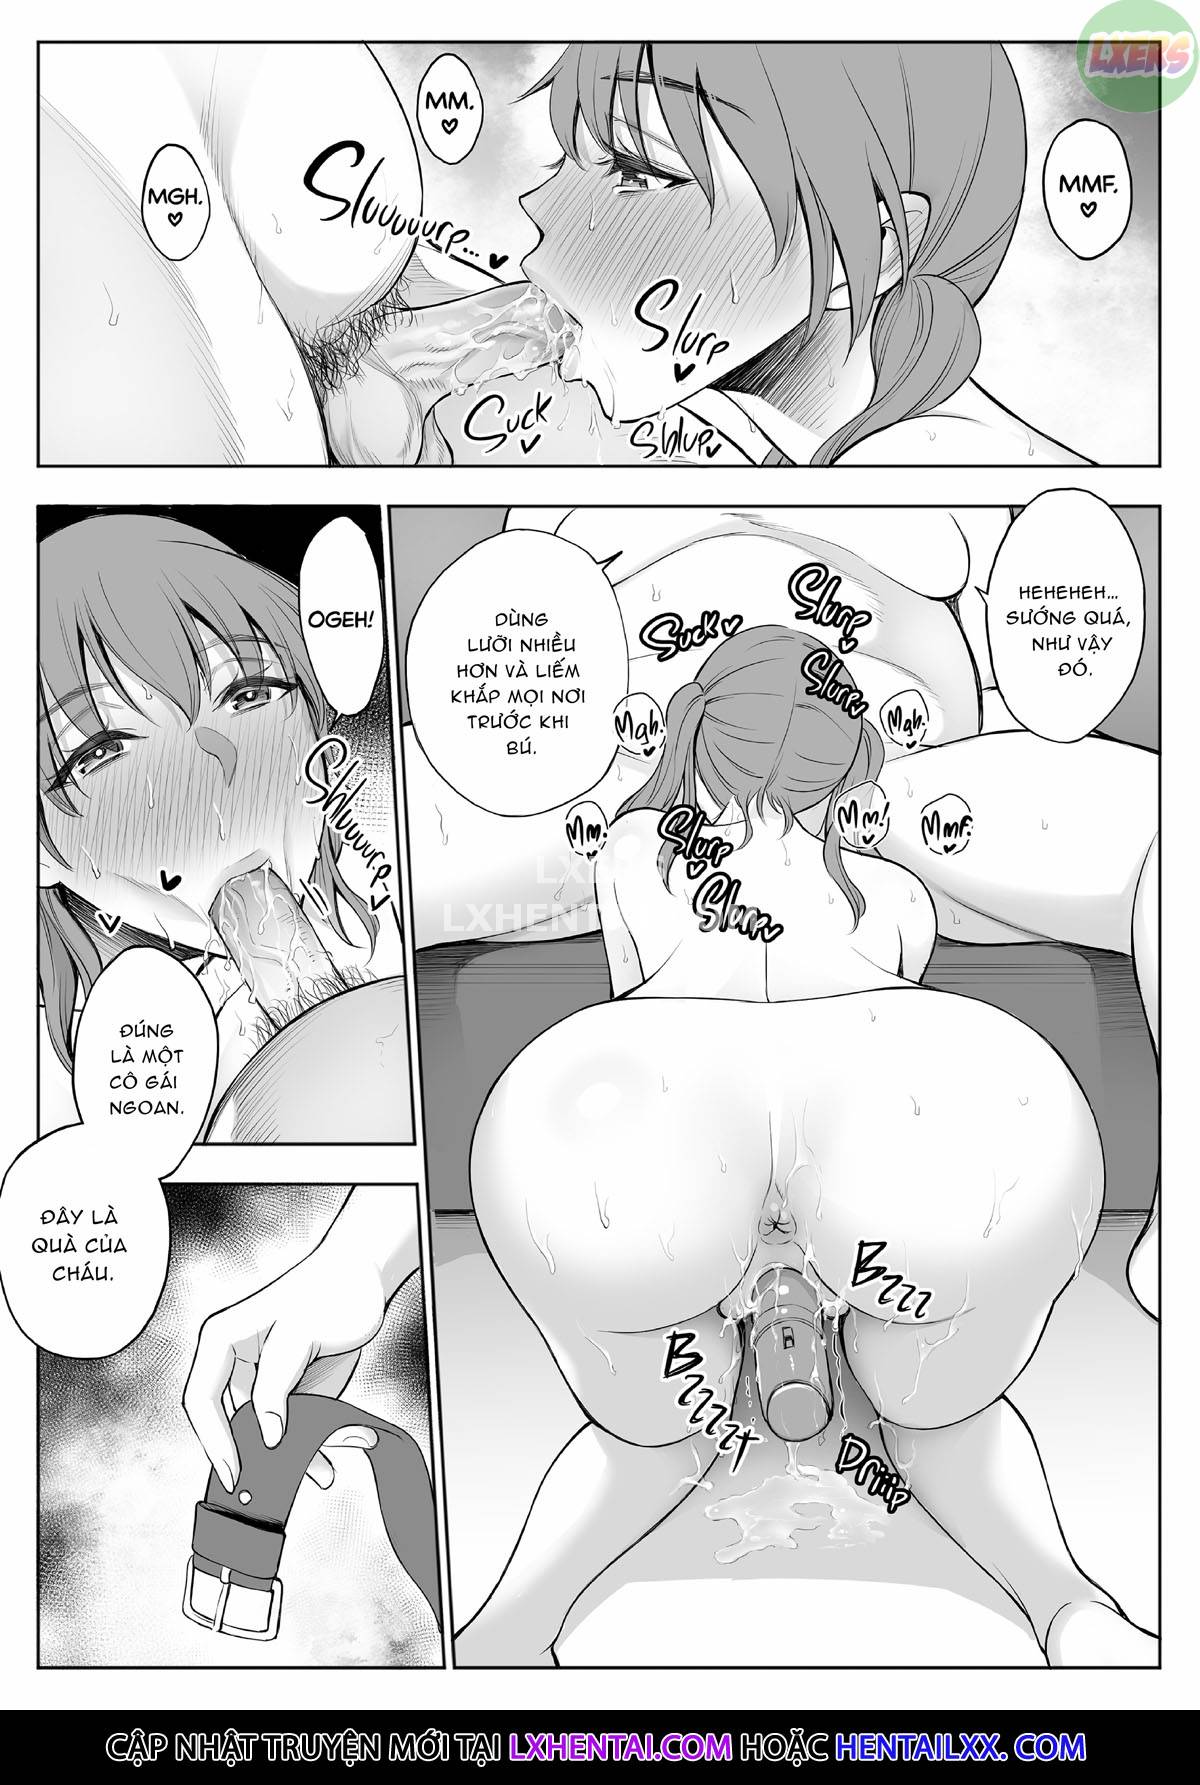 LXERS
MM.
MGH.
MMF.
Sluuuuuurp...
Slurp
Suck
Shlup
OGEH!
DÙNG
LƯỠI NHIỀU
HƠN VÀ LIẾM
KHẮP MỌI NƠI
TRƯỚC KHI
BÚ.
HEHEHEH...
SƯỚNG QUÁ,
NHƯ VẬY
ĐÓ.
Slurp
Suck
Slurp
Mgh.
Mgh.
Mm.
Mm!
Mmf.
Slurp
Slurp
Shluuuurp
ĐÚNG
LÀ MỘT
CÔ GÁI
NGOAN.
ĐÂY LÀ
QUÀ CỦA
CHÁU.
Bzzz
Bzzzzt
Driiip
CẬP NHẬT TRUYỆN MỚI TẠI LXHENTAI.COM HOẶC HENTAILXX.COM